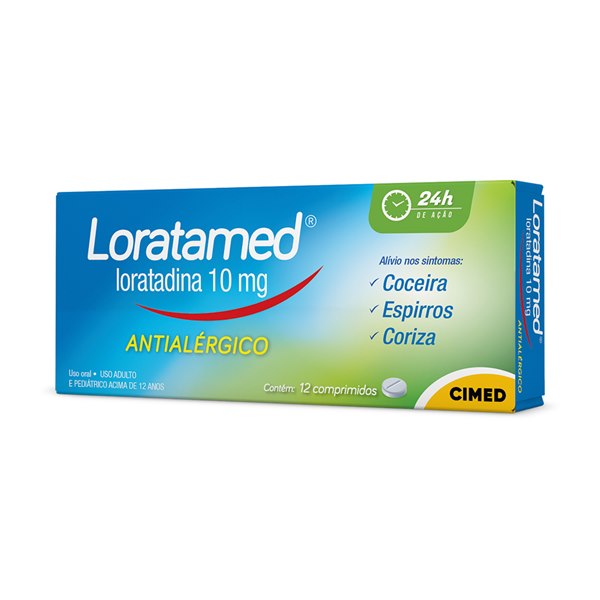 24h
DE AÇÃO
Loratamed®
loratadina 10 mg
ANTIALÉRGICO
Uso oral • USO ADULTO
E PEDIÁTRICO ACIMA DE 12 ANOS
Alívio nos sintomas:
✓ Coceira
✓ Espirros
✓ Coriza
Contém: 12 comprimidos
CIMED
Loratamed®
loratadina 10 mg
ANTIALÉRGICO